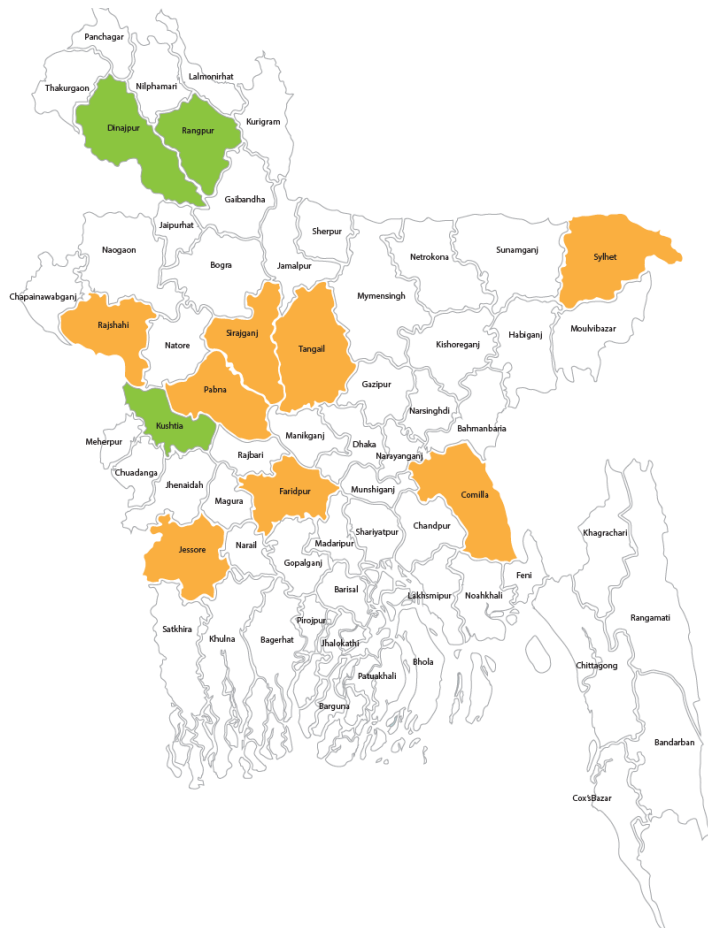 Panchagar
Lalmonirhat
Thakurgaon
Nilphamari
Kurigram
Dinajpur
Rangpur
Gaibandha
Jaipurhat
Sherpur
Naogaon
Netrokona
Sunamganj
Sylhet
Bogra
Jamalpur
Chapainawabganj
Mymensingh
Rajshahi
Sirajganj
Natore
Tangail
Kishoreganj
Habiganj
Moulvibazar
Pabna
Gazipur
Narsinghdi
Kushtia
Bahmanbaria
Meherpur
Manikganj
Dhaka
Rajbari
Narayanganj
Chuadanga
Jhenaidah
Magura
Faridpur
Munshiganj
Comilla
Chandpur
Shariyatpur
Khagrachari
Jessore
Narail
Madaripur
Gopalganj
Feni
Barisal
Lakhsmipur
Noahkhali
Rangamati
Pirojpur
Satkhira
Khulna
Bagerhat
Jhalokathi
Bhola
Chittagong
Patuakhali
Barguna
Bandarban
Cox'sBazar